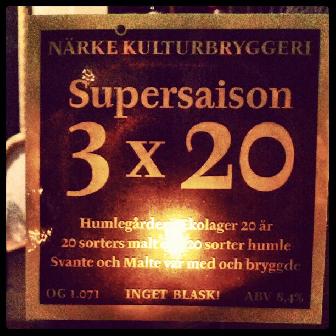 NÄRKE KULTURBRYGGERI
Supersaison
3 x 20
Humlegården kolager 20 år
20 sorters malt 20 sorter humle
Svante och Malte var med och bryggde
OG 1.071 INGET BLASK! ABV 8,4%